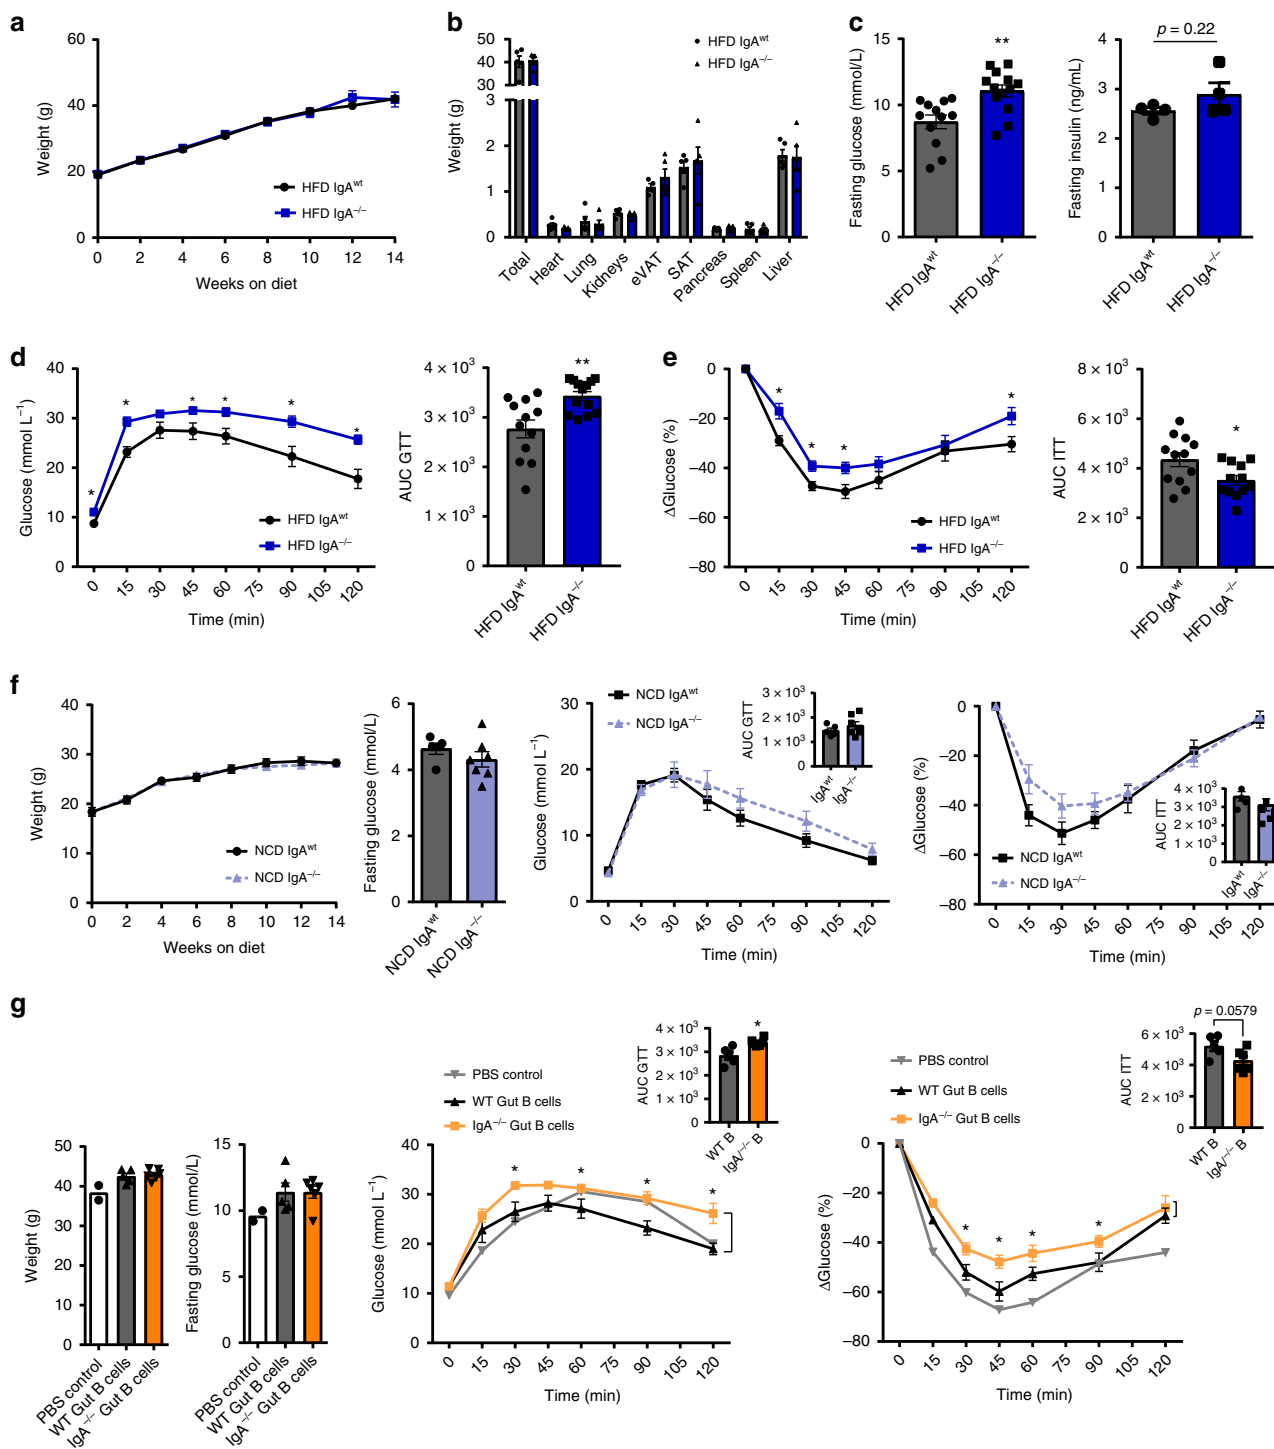 a
60
40
20
0
Weight (g)
HFD IgA^wt
HFD IgA^–/–
0 2 4 6 8 10 12 14
Weeks on diet
b
50
40
30
3
2
1
0
Weight (g)
HFD IgA^wt
HFD IgA^–/–
Total Heart Lung Kidneys eVAT SAT Pancreas Spleen Liver
c
15
10
5
0
Fasting glucose (mmol/L)
**
HFD IgA^wt
HFD IgA^–/–
4
3
2
1
0
Fasting insulin (ng/mL)
p = 0.22
HFD IgA^wt
HFD IgA^–/–
d
40
30
20
10
0
Glucose (mmol L^–1)
* * * * * *
HFD IgA^wt
HFD IgA^–/–
0 15 30 45 60 75 90 105 120
Time (min)
4 × 10^3
3 × 10^3
2 × 10^3
1 × 10^3
0
AUC GTT
**
HFD IgA^wt
HFD IgA^–/–
e
0
–20
–40
–60
–80
ΔGlucose (%)
* * * *
HFD IgA^wt
HFD IgA^–/–
0 15 30 45 60 75 90 105 120
Time (min)
8 × 10^3
6 × 10^3
4 × 10^3
2 × 10^3
0
AUC ITT
*
HFD IgA^wt
HFD IgA^–/–
f
40
30
20
10
0
Weight (g)
NCD IgA^wt
NCD IgA^–/–
0 2 4 6 8 10 12 14
Weeks on diet
6
4
2
0
Fasting glucose (mmol/L)
NCD IgA^wt
NCD IgA^–/–
30
20
10
0
Glucose (mmol L^–1)
NCD IgA^wt
NCD IgA^–/–
0 15 30 45 60 75 90 105 120
Time (min)
3 × 10^3
2 × 10^3
1 × 10^3
0
AUC GTT
IgA^wt
IgA^–/–
0
–20
–40
–60
–80
ΔGlucose (%)
NCD IgA^wt
NCD IgA^–/–
0 15 30 45 60 75 90 105 120
Time (min)
4 × 10^3
3 × 10^3
2 × 10^3
1 × 10^3
0
AUC ITT
IgA^wt
IgA^–/–
g
50
40
30
20
10
0
Weight (g)
PBS control
WT Gut B cells
IgA^–/– Gut B cells
15
10
5
0
Fasting glucose (mmol/L)
PBS control
WT Gut B cells
IgA^–/– Gut B cells
PBS control
WT Gut B cells
IgA^–/– Gut B cells
40
30
20
10
0
Glucose (mmol L^–1)
* * * *
0 15 30 45 60 75 90 105 120
Time (min)
4 × 10^3
3 × 10^3
2 × 10^3
1 × 10^3
0
AUC GTT
*
WT B
IgA^/–/– B
PBS control
WT Gut B cells
IgA^–/– Gut B cells
0
–20
–40
–60
–80
ΔGlucose (%)
* * * *
0 15 30 45 60 75 90 105 120
Time (min)
p = 0.0579
6 × 10^3
4 × 10^3
2 × 10^3
0
AUC ITT
WT B
IgA^–/– B